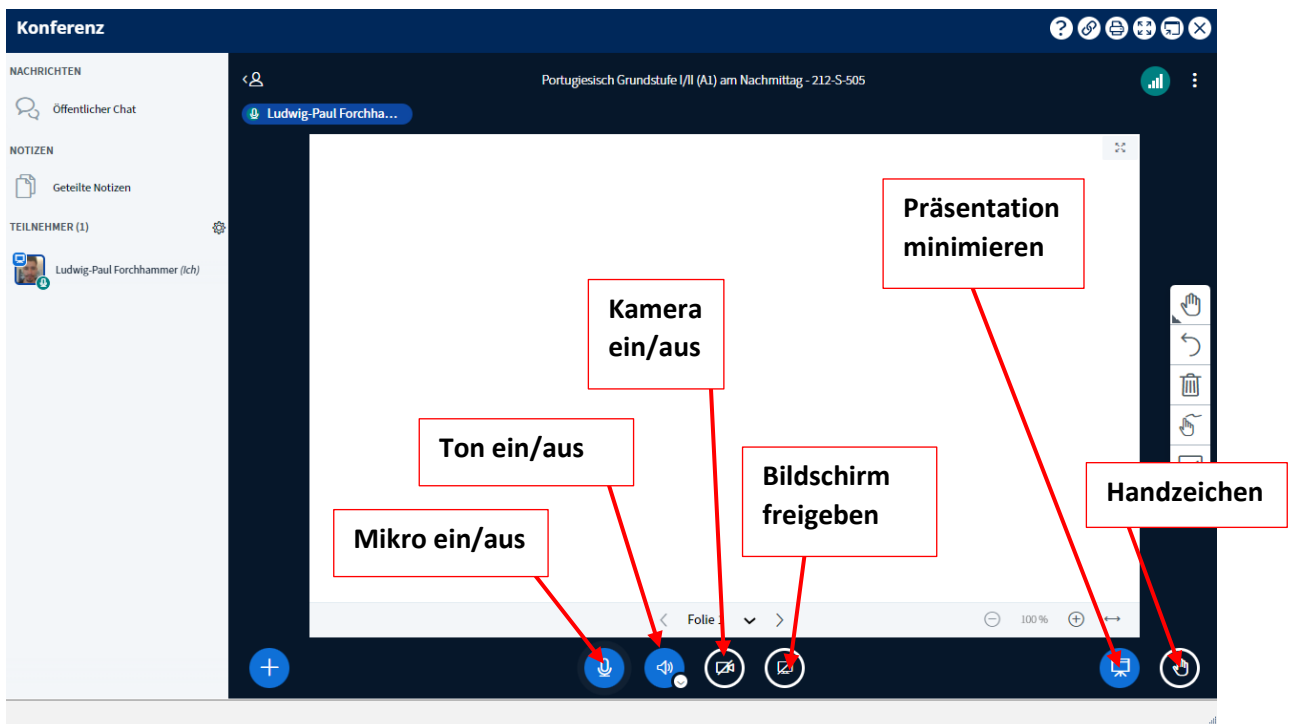 Konferenz
NACHRICHTEN
Öffentlicher Chat
NOTIZEN
Geteilte Notizen
TEILNEHMER (1)
Ludwig-Paul Forchhammer (Ich)
Portugiesisch Grundstufe I/II (A1) am Nachmittag - 212-S-505
Ludwig-Paul Forchha...
Präsentation
minimieren
Kamera
ein/aus
Ton ein/aus
Bildschirm
freigeben
Handzeichen
Mikro ein/aus
Folie
100 %